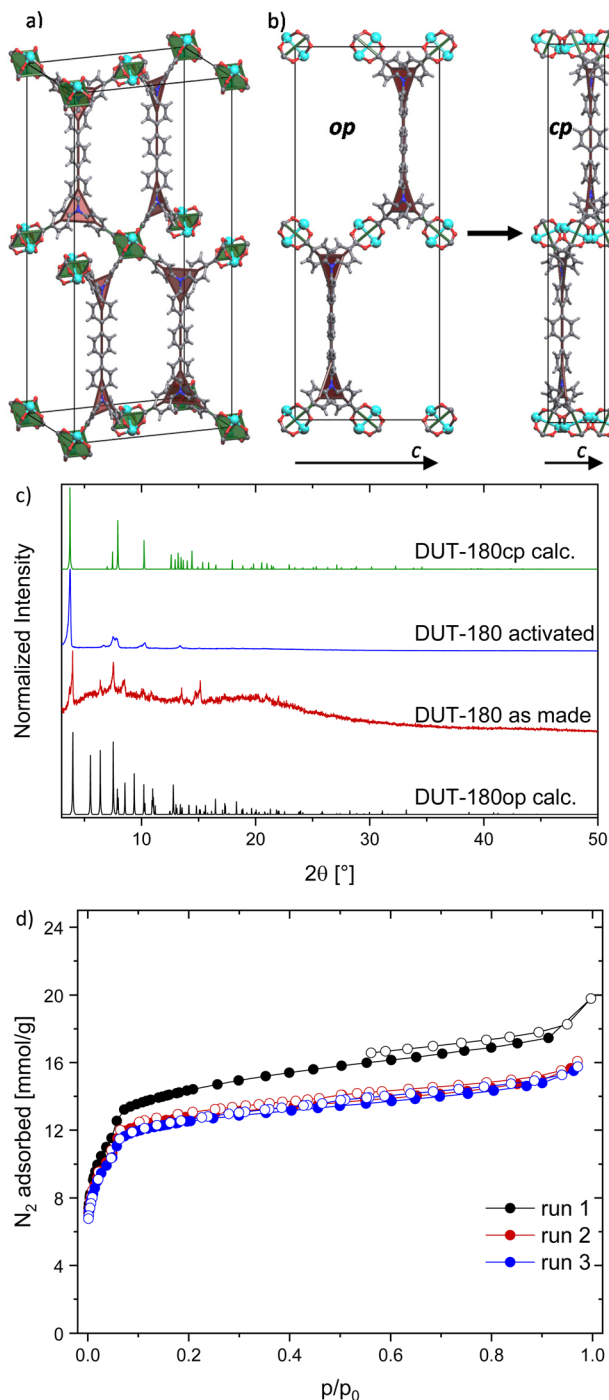 a)
b)
op
cp
c
c
c)
Normalized Intensity
DUT-180cp calc.
DUT-180 activated
DUT-180 as made
DUT-180op calc.
10 20 30 40 50
2θ [°]
d)
N₂ adsorbed [mmol/g]
24
20
16
12
8
4
0
run 1
run 2
run 3
0.0 0.2 0.4 0.6 0.8 1.0
p/p₀